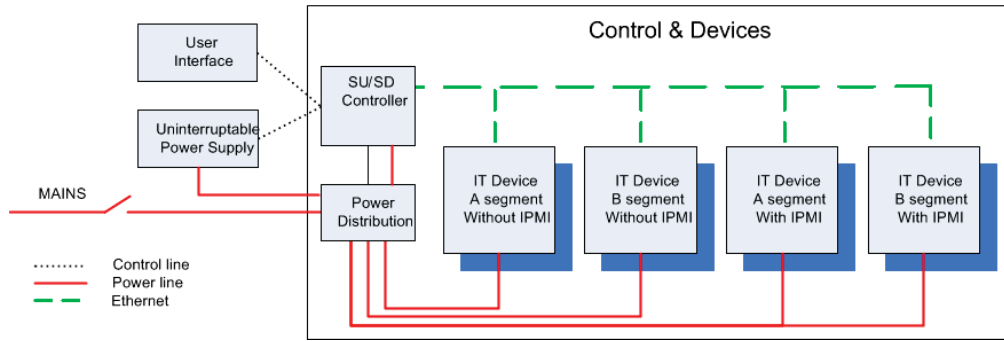 Control & Devices
User
Interface
SU/SD
Controller
Uninterruptable
Power Supply
IT Device
A segment
Without IPMI
IT Device
B segment
Without IPMI
IT Device
A segment
With IPMI
IT Device
B segment
With IPMI
MAINS
Power
Distribution
Control line
Power line
Ethernet